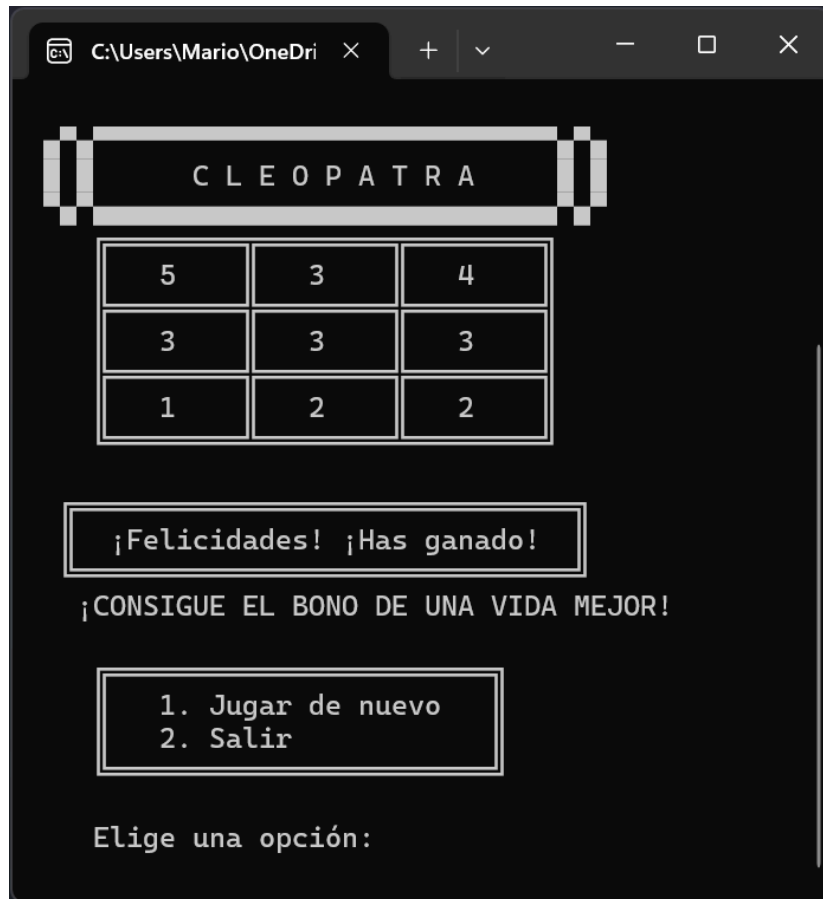 C:\Users\Mario\OneDri
C L E O P A T R A
5 3 4
3 3 3
1 2 2
¡Felicidades! ¡Has ganado!
¡CONSIGUE EL BONO DE UNA VIDA MEJOR!
1. Jugar de nuevo
2. Salir
Elige una opción: